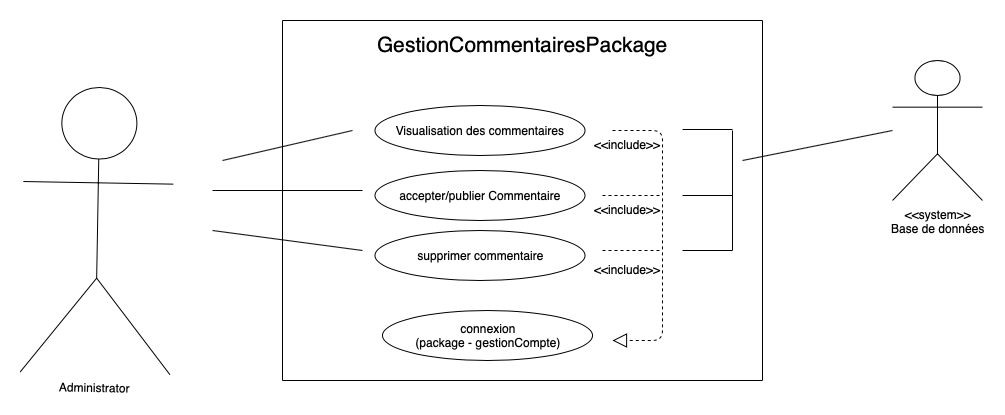 GestionCommentairesPackage
Visualisation des commentaires
<<include>>
accepter/publier Commentaire
<<include>>
supprimer commentaire
<<include>>
connexion
(package - gestionCompte)
Administrator
<<system>>
Base de données